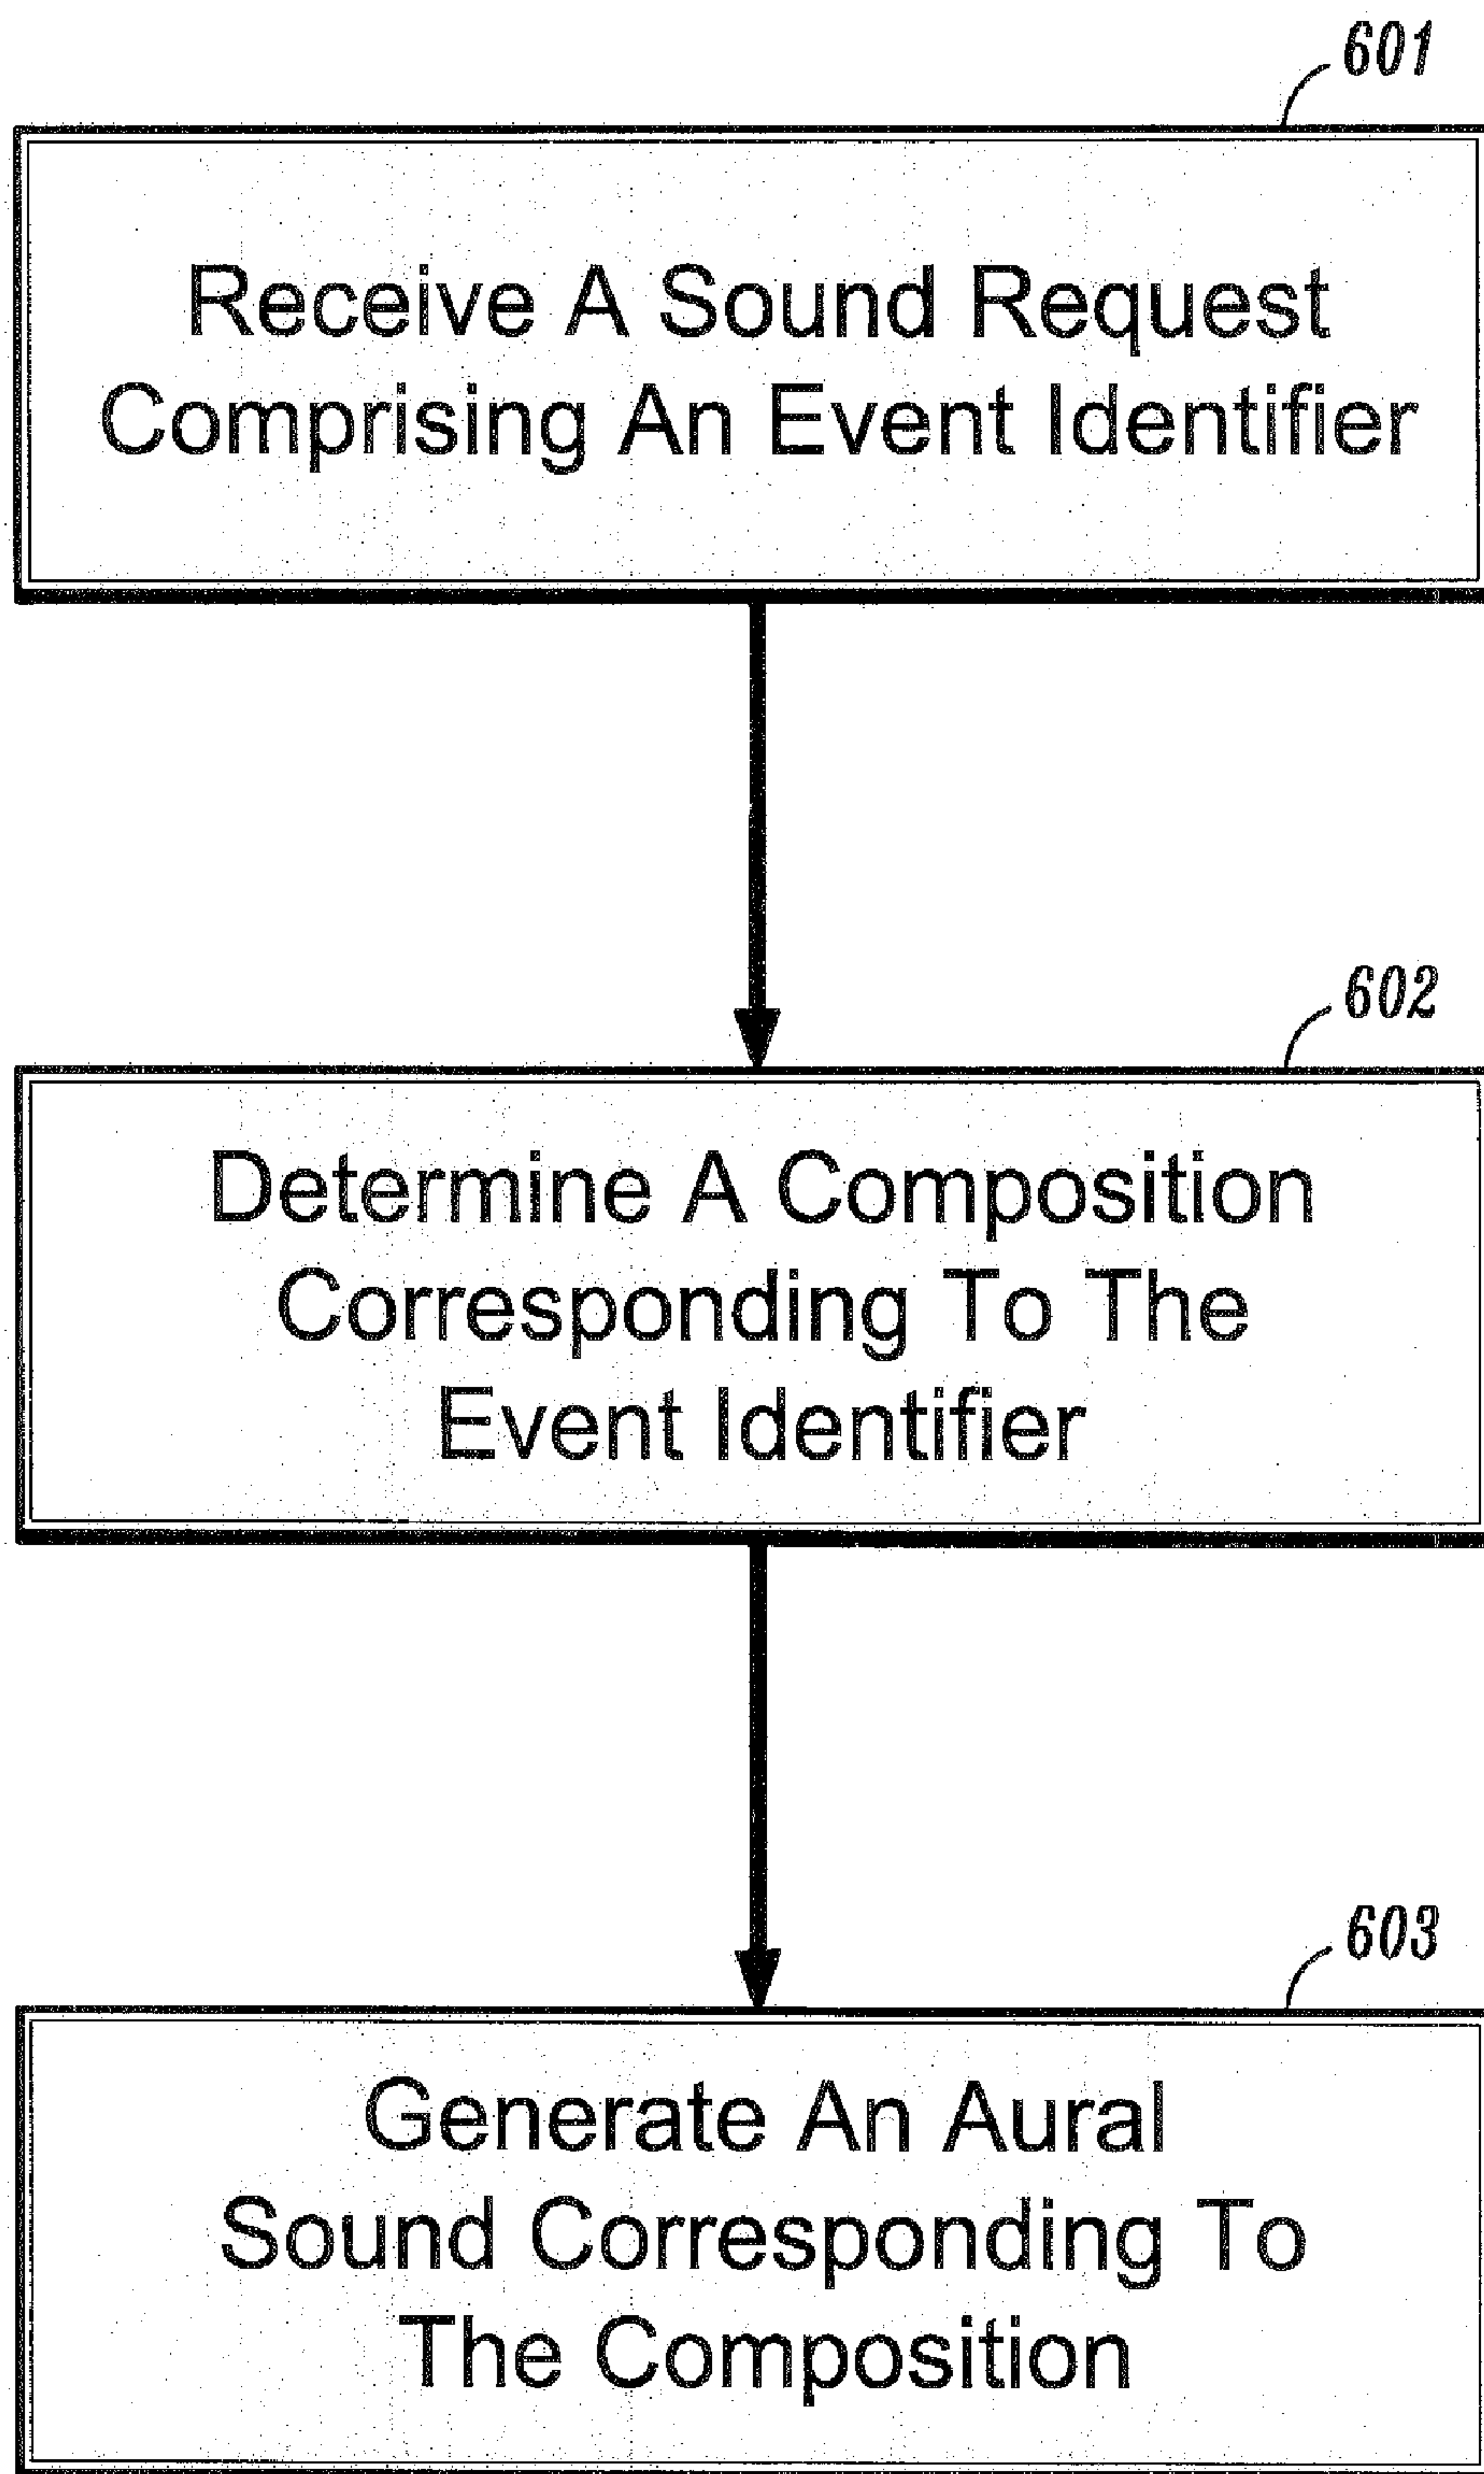 601
Receive A Sound Request
Comprising An Event Identifier
602
Determine A Composition
Corresponding To The
Event Identifier
603
Generate An Aural
Sound Corresponding To
The Composition